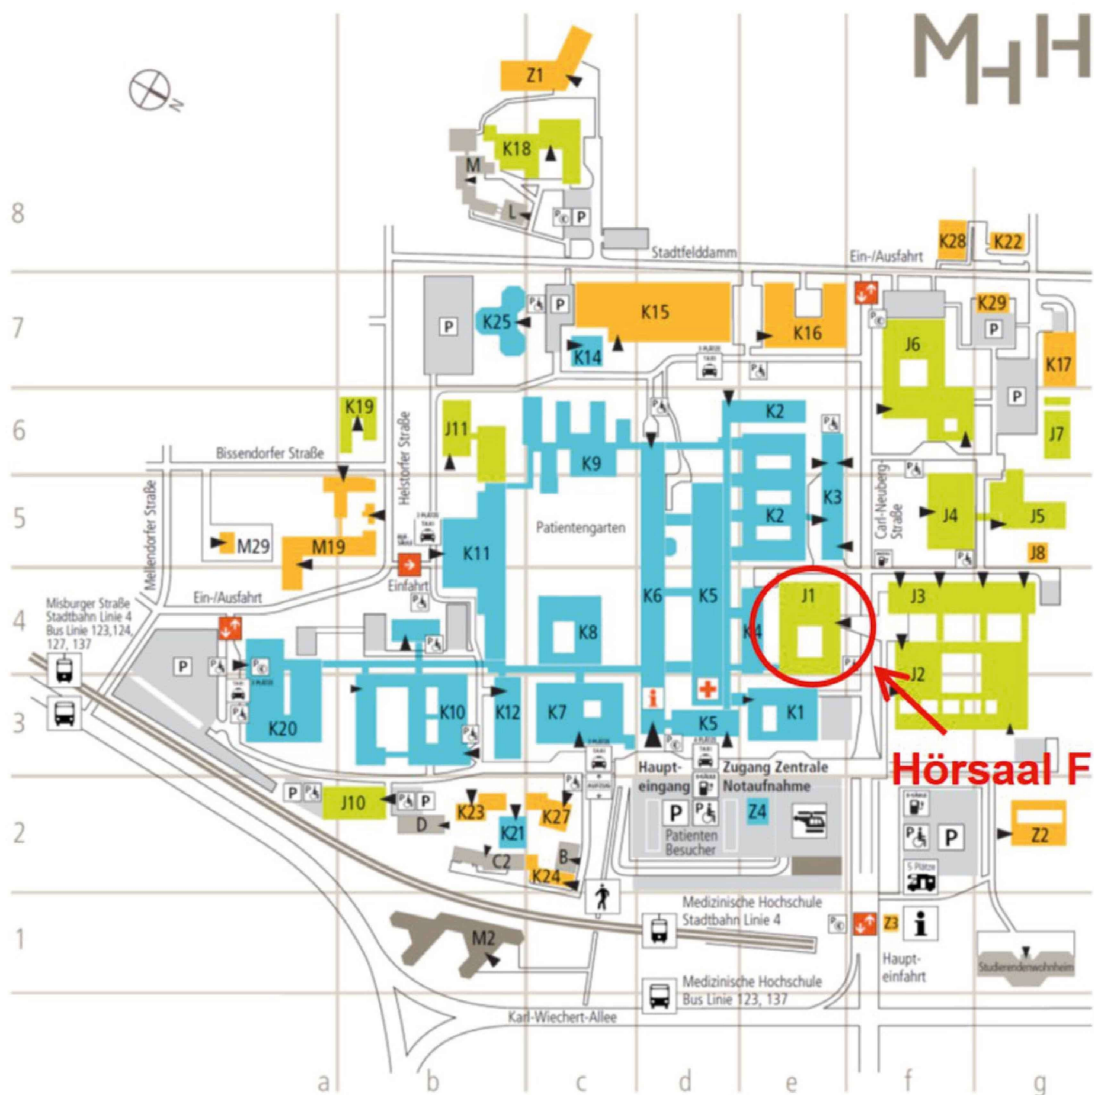 MHH
N
Z1
K18
M
L
P
8
Stadtfelddamm
Ein-/Ausfahrt
K28
K22
7
P
K25
P
K15
K14
K16
J6
K29
P
K17
P
6
K19
J11
K9
K2
J7
Bissendorfer Straße
Helstorfer Straße
Mellendorfer Straße
5
M29
M19
K11
Patientengarten
K2
K3
Carl-Neuberg-
Straße
J4
J5
J8
Einfahrt
4
Misburger Straße
Stadtbahn Linie 4
Bus Linie 123,124,
127, 137
Ein-/Ausfahrt
P
K8
K6
K5
K4
J1
J3
J2
3
K20
K10
K12
K7
K5
K1
Hörsaal F
Haupt-
eingang
Zugang Zentrale
Notaufnahme
2
P
J10
P
D
K23
K21
K27
C2
K24
B
P
Patienten
Besucher
Z4
P
5 Plätze
Z2
1
M2
Medizinische Hochschule
Stadtbahn Linie 4
Z3
i
Haupt-
einfahrt
Studierendenwohnheim
Medizinische Hochschule
Bus Linie 123, 137
Karl-Wiechert-Allee
a
b
c
d
e
f
g